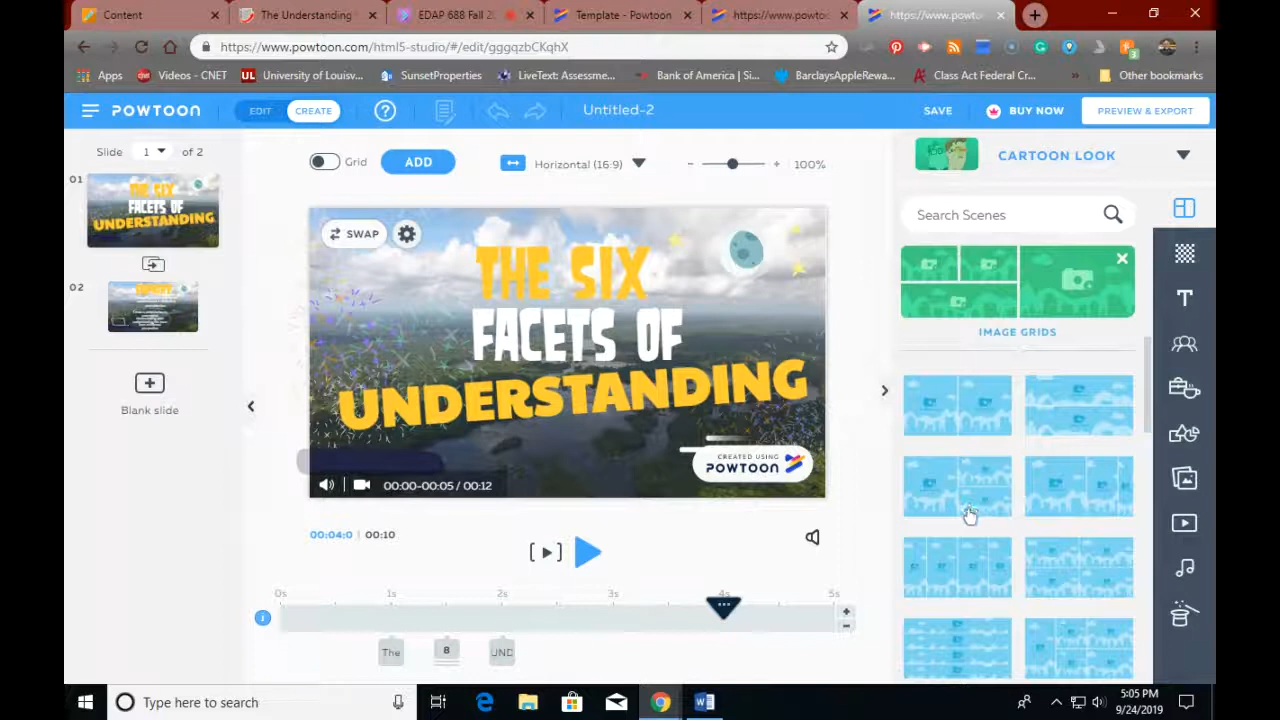 Content
The Understanding
EDAP 688 Fall 20
Template - Powtoon
https://www.powtoo
https://www.powto
https://www.powtoon.com/html5-studio/#/edit/gggqzbCKqhX
Apps
Videos - CNET
University of Louisv...
SunsetProperties
LiveText: Assessme...
Bank of America | Si...
BarclaysAppleRewa...
Class Act Federal Cr...
»
Other bookmarks
POWTOON
EDIT
CREATE
Untitled-2
SAVE
BUY NOW
PREVIEW & EXPORT
Slide 1 of 2
Grid
ADD
Horizontal (16:9)
- + 100%
CARTOON LOOK
Search Scenes
IMAGE GRIDS
01
THE SIX
FACETS OF
UNDERSTANDING
02
Blank slide
SWAP
THE SIX
FACETS OF
UNDERSTANDING
CREATED USING
POWTOON
00:00-00:05 / 00:12
00:04:0 | 00:10
0s 1s 2s 3s 4s 5s
The
8
UND
Type here to search
5:05 PM
9/24/2019